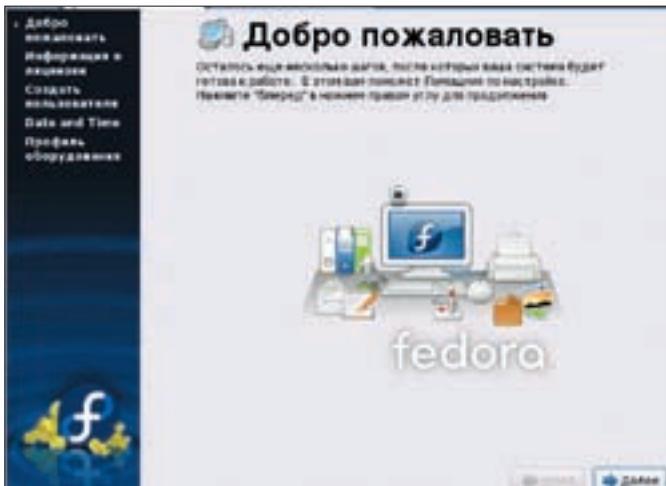 Добро
пожаловать
Информация о
лицензии
Создать
пользователя
Date and Time
Профиль
оборудования
Добро пожаловать
Осталось еще несколько шагов, после которых ваша система будет
готова к работе. В этом вам поможет Помощник по настройке.
Нажмите "Вперед" в нижнем правом углу для продолжения
fedora
Далее